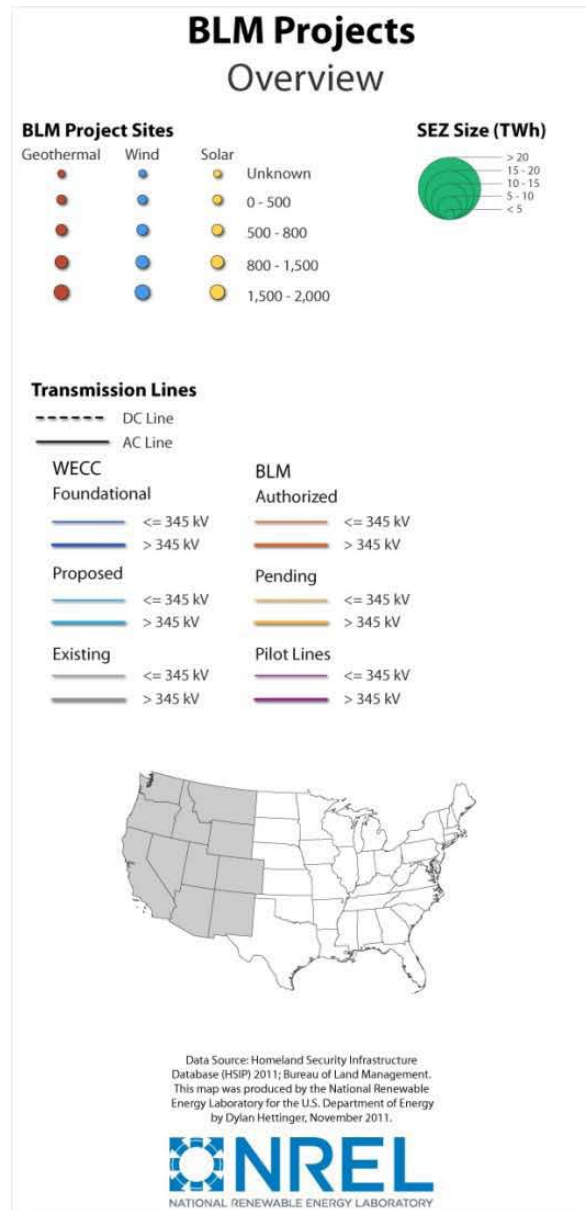 BLM Projects
Overview
BLM Project Sites
Geothermal Wind Solar
Unknown
0 - 500
500 - 800
800 - 1,500
1,500 - 2,000
SEZ Size (TWh)
> 20
15 - 20
10 - 15
5 - 10
< 5
Transmission Lines
DC Line
AC Line
WECC
Foundational
<= 345 kV
> 345 kV
Proposed
<= 345 kV
> 345 kV
Existing
<= 345 kV
> 345 kV
BLM
Authorized
<= 345 kV
> 345 kV
Pending
<= 345 kV
> 345 kV
Pilot Lines
<= 345 kV
> 345 kV
Data Source: Homeland Security Infrastructure
Database (HSIP) 2011; Bureau of Land Management.
This map was produced by the National Renewable
Energy Laboratory for the U.S. Department of Energy
by Dylan Hettinger, November 2011.
NREL
NATIONAL RENEWABLE ENERGY LABORATORY